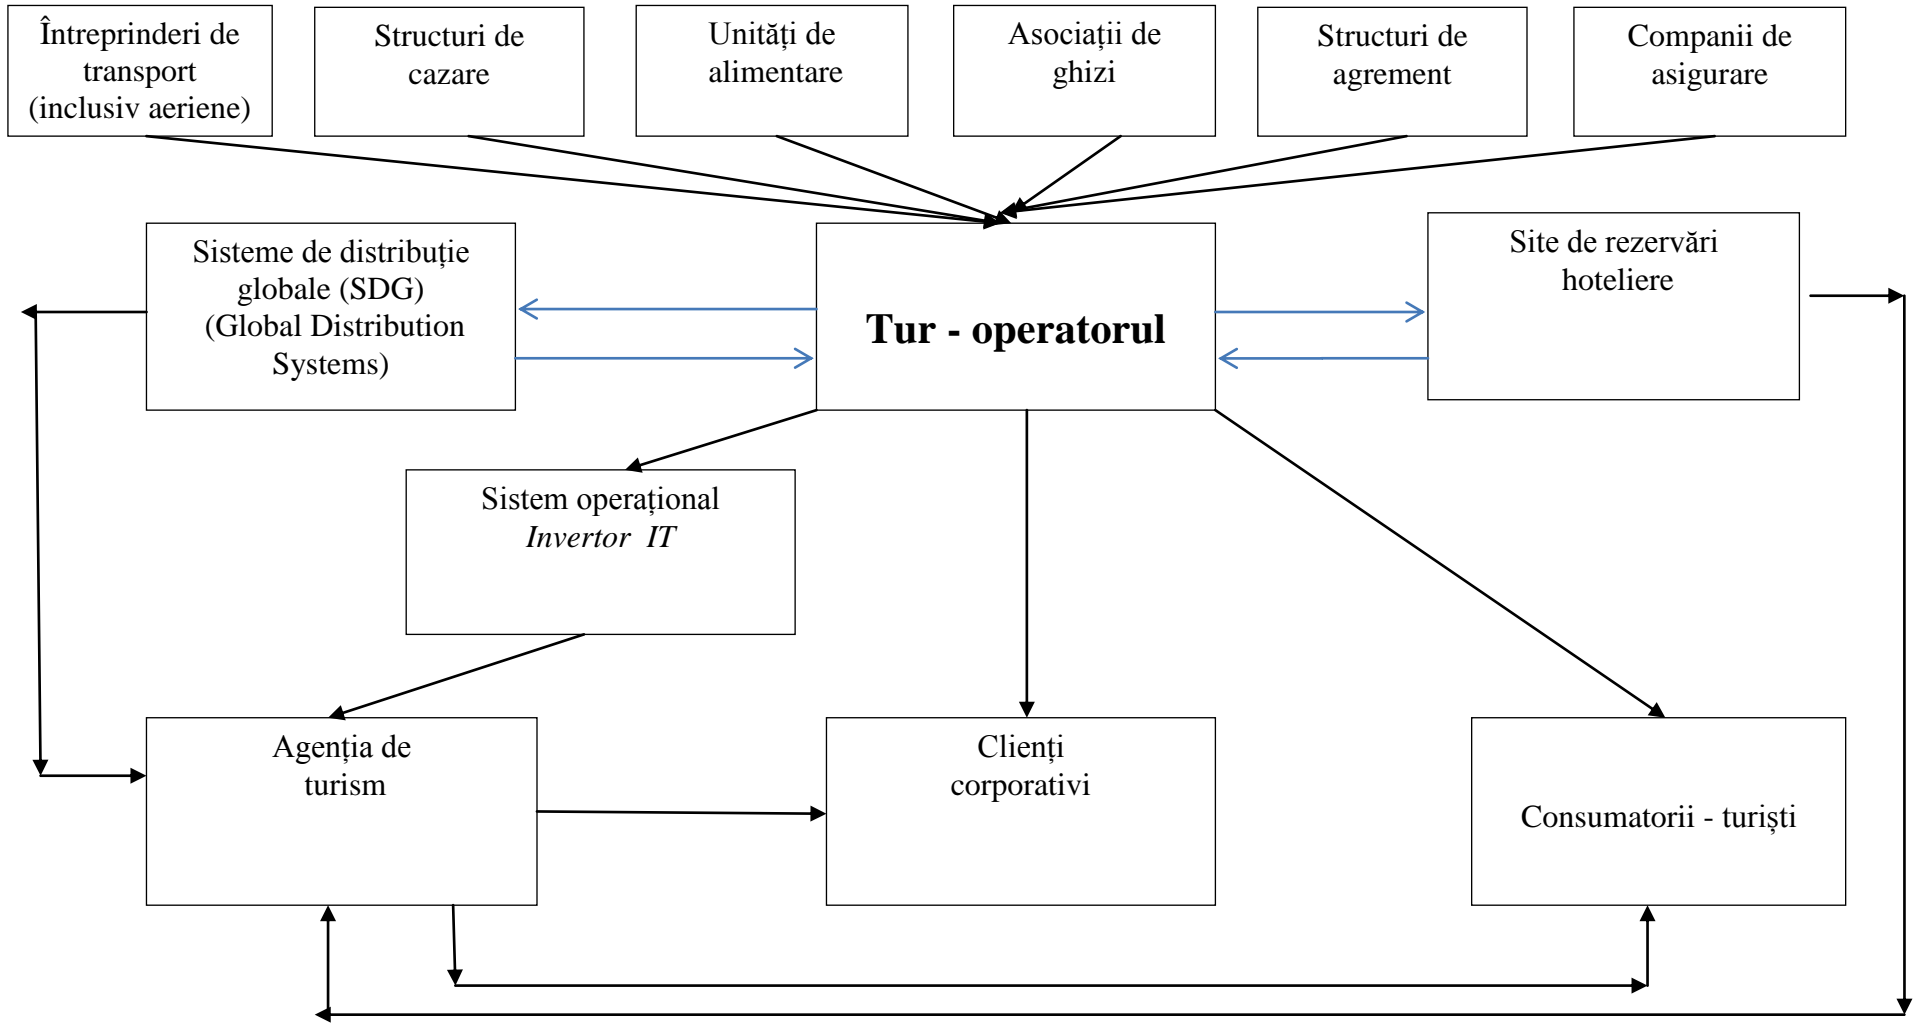 Întreprinderi de
transport
(inclusiv aeriene)
Structuri de
cazare
Unități de
alimentare
Asociații de
ghizi
Structuri de
agrement
Companii de
asigurare
Sisteme de distribuție
globale (SDG)
(Global Distribution
Systems)
Tur - operatorul
Site de rezervări
hoteliere
Sistem operațional
Invertor  IT
Agenția de
turism
Clienți
corporativi
Consumatorii - turiști